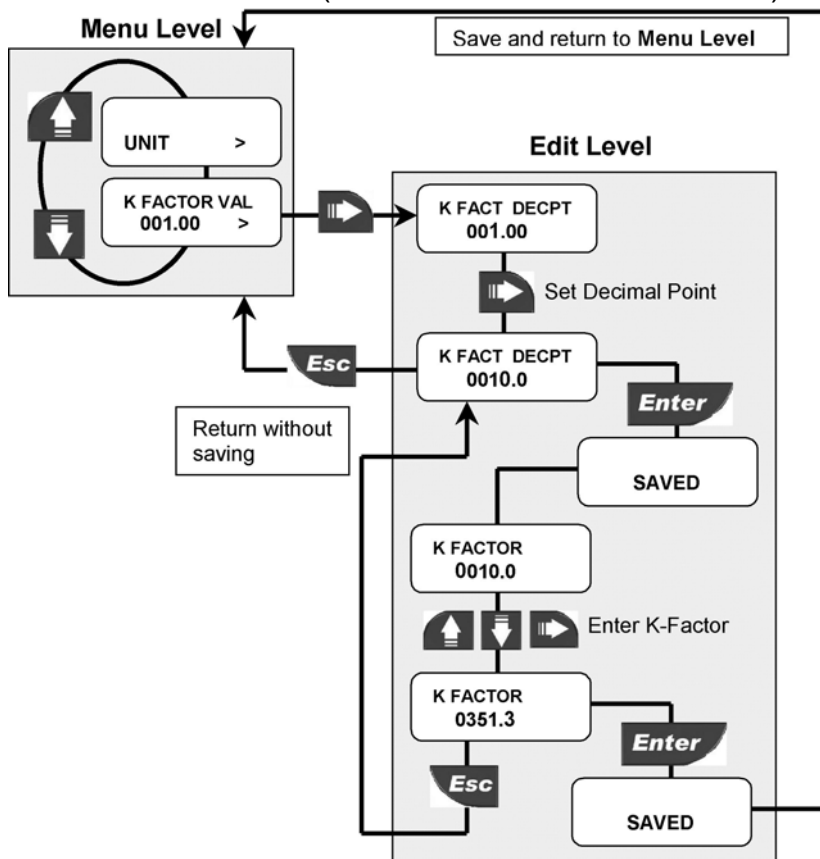 Menu Level
Save and return to Menu Level
UNIT >
K FACTOR VAL
001.00 >
Edit Level
K FACT DECPT
001.00
Set Decimal Point
K FACT DECPT
0010.0
Esc
Enter
Return without
saving
SAVED
K FACTOR
0010.0
Enter K-Factor
K FACTOR
0351.3
Enter
Esc
SAVED